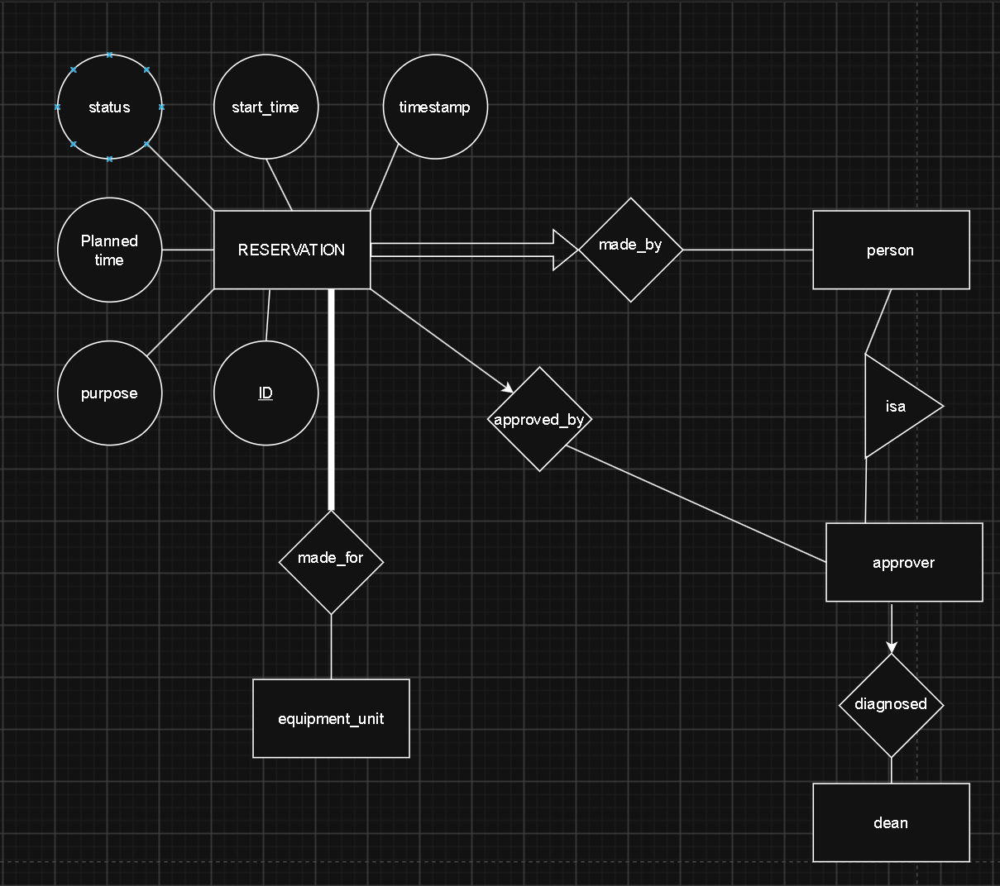 status
start_time
timestamp
Planned
time
RESERVATION
made_by
person
purpose
ID
approved_by
isa
made_for
approver
equipment_unit
diagnosed
dean